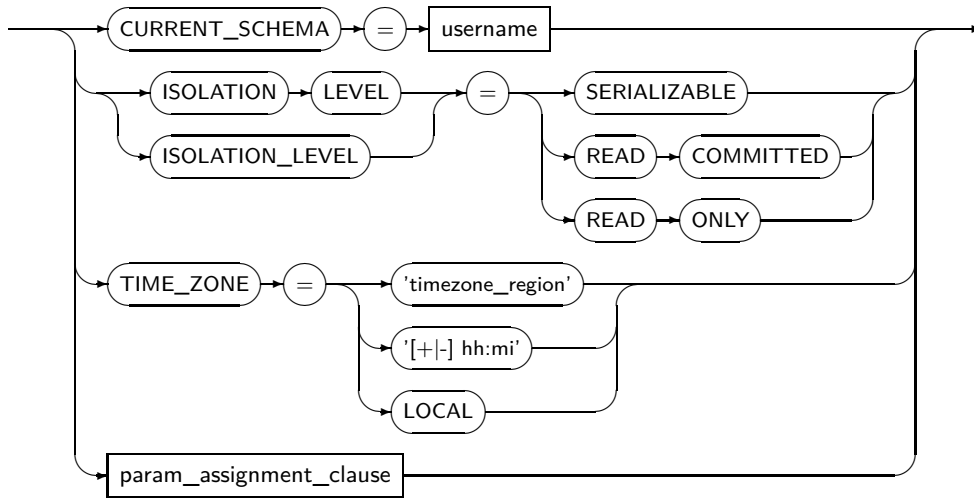 CURRENT_SCHEMA = username
ISOLATION LEVEL = SERIALIZABLE
ISOLATION_LEVEL READ COMMITTED
READ ONLY
TIME_ZONE = 'timezone_region'
'[+|-] hh:mi'
LOCAL
param_assignment_clause